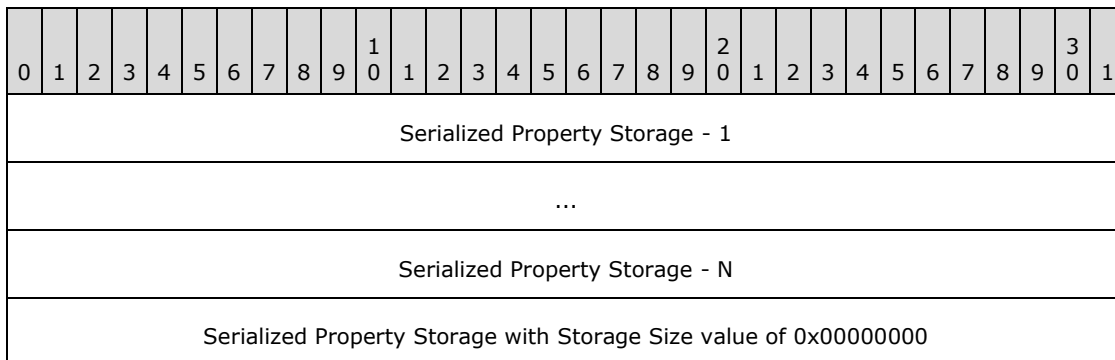 1 2 3
0 1 2 3 4 5 6 7 8 9 0 1 2 3 4 5 6 7 8 9 0 1 2 3 4 5 6 7 8 9 0 1
Serialized Property Storage - 1
...
Serialized Property Storage - N
Serialized Property Storage with Storage Size value of 0x00000000